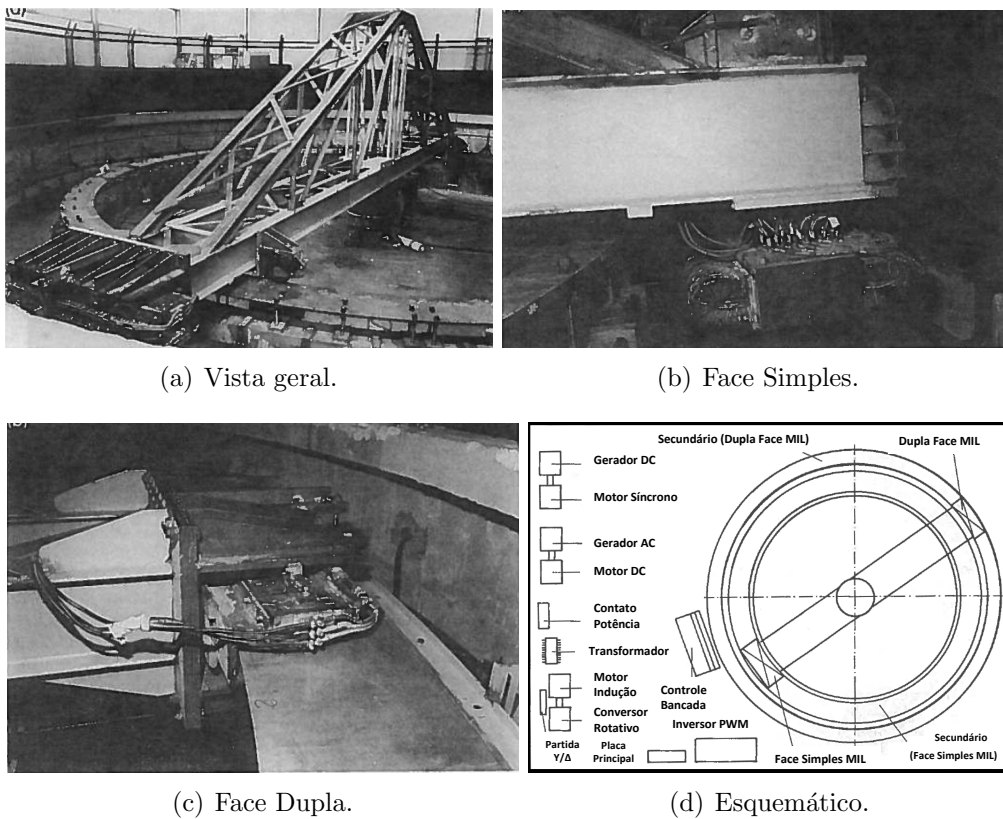 (a) Vista geral.
(b) Face Simples.
Secundário (Dupla Face MIL)
Dupla Face MIL
Gerador DC
Motor Síncrono
Gerador AC
Motor DC
Contato
Potência
Transformador
Motor
Indução
Conversor
Rotativo
Controle
Bancada
Inversor PWM
Partida
Y/Δ
Placa
Principal
Face Simples MIL
Secundário
(Face Simples MIL)
(c) Face Dupla.
(d) Esquemático.